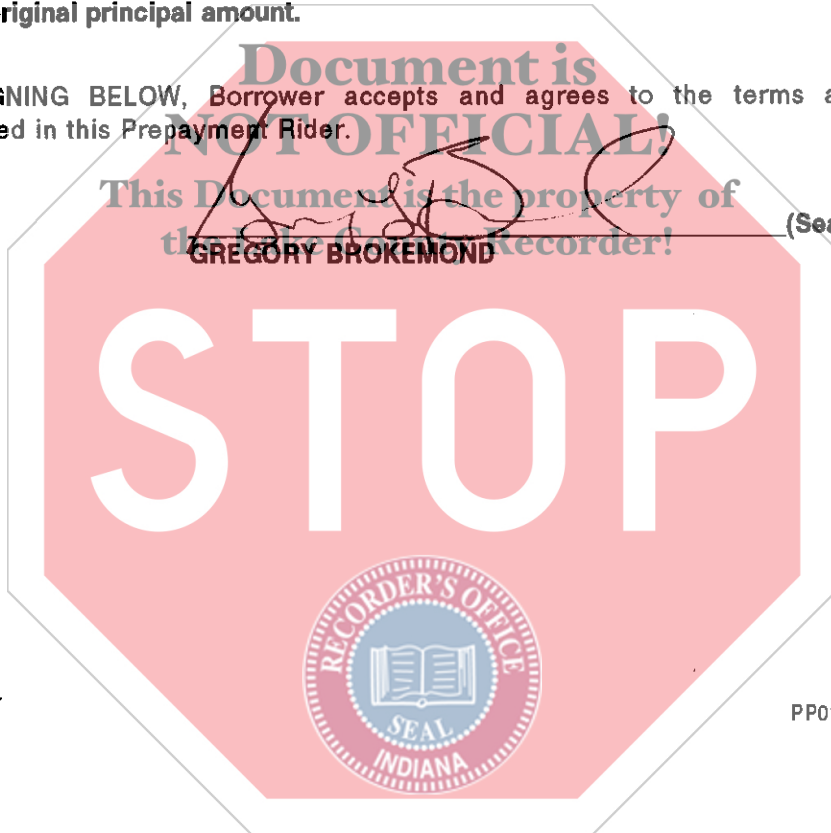 riginal principal amount.
Document is
GNING BELOW, Borrower accepts and agrees to the terms a
ed in this Prepayment Rider.
NOT OFFICIAL!
This Document is the property of
(Sea
the Lake County Recorder!
GREGORY BROKEMOND
STOP
RECORDER'S OFFICE
SEAL
INDIANA
PP0